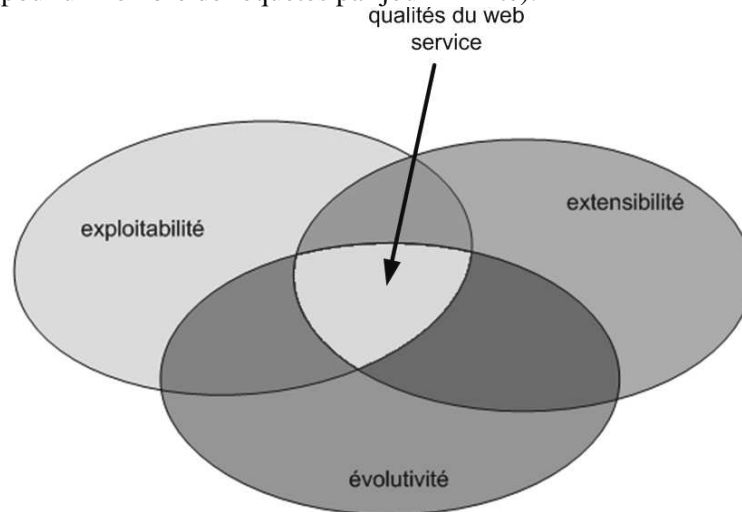 qualités du web
service
exploitabilité
extensibilité
évolutivité